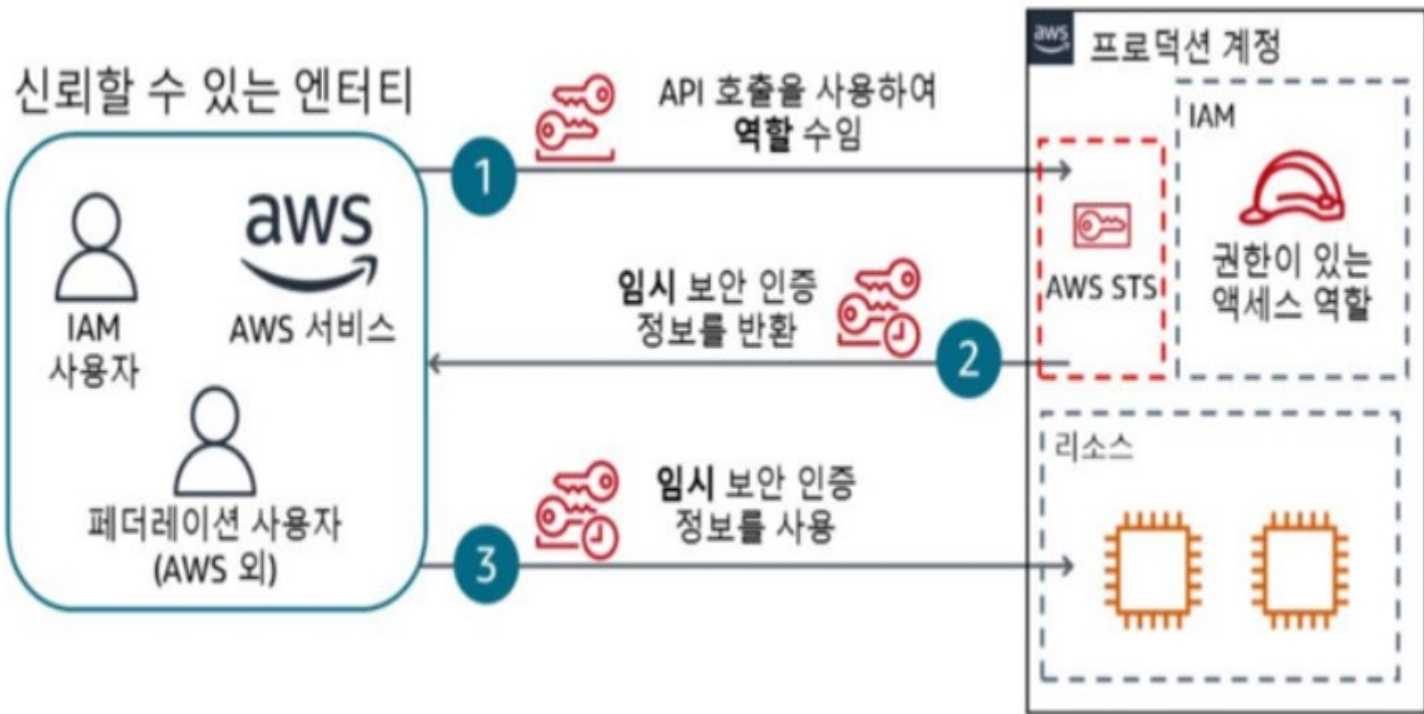 신뢰할 수 있는 엔터티
aws
IAM
사용자
AWS 서비스
페더레이션 사용자
(AWS 외)
1
API 호출을 사용하여
역할 수임
임시 보안 인증
정보를 반환
2
3
임시 보안 인증
정보를 사용
aws
프로덕션 계정
AWS STS
IAM
권한이 있는
액세스 역할
리소스